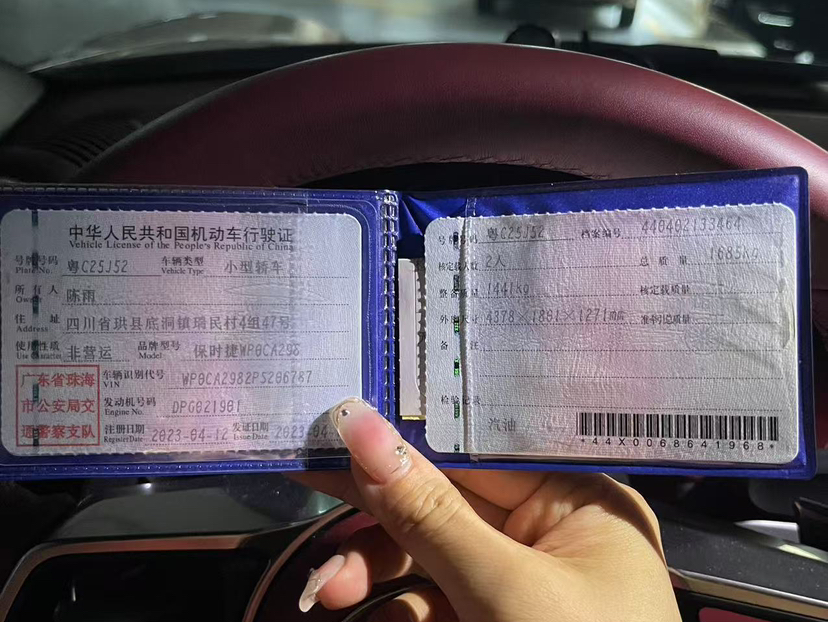 中华人民共和国机动车行驶证
Vehicle License of the People's Republic of China
号牌号码 粤C25J52 车辆类型 小型轿车
Plate No. Vehicle Type
所有人 陈雨
Owner
住址 四川省珙县底洞镇瑞民村4组47号
Address
使用性质 非营运 品牌型号 保时捷WP0CA298
Use Character Model
广东省珠海
市公安局交
通警察支队
车辆识别代号 WP0CA2982PS206787
VIN
发动机号码 DPG021901
Engine No.
注册日期 2023-04-12 发证日期 2023-04
Register Date Issue Date
号牌号码 粤C25J52 档案编号 440402133464
核定载人数 2人 总质量 1685kg
整备质量 1441kg 核定载质量 --
外廓尺寸 4378×1801×1271mm 准牵引总质量
备注
检验记录
汽油
*44X0068641968*